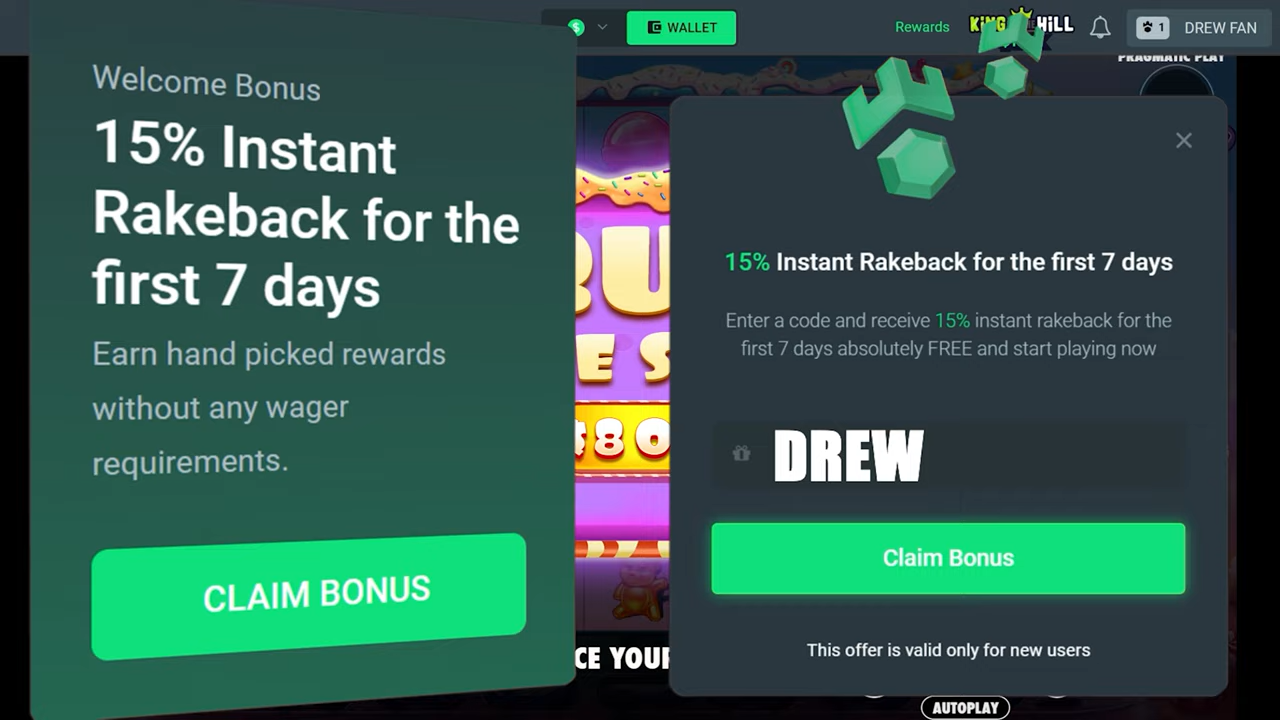 WALLET
Rewards
KING
HILL
1
DREW FAN
PRAGMATIC PLAY
Welcome Bonus
15% Instant
Rakeback for the
first 7 days
Earn hand picked rewards
without any wager
requirements.
CLAIM BONUS
15% Instant Rakeback for the first 7 days
Enter a code and receive 15% instant rakeback for the
first 7 days absolutely FREE and start playing now
DREW
Claim Bonus
This offer is valid only for new users
AUTOPLAY